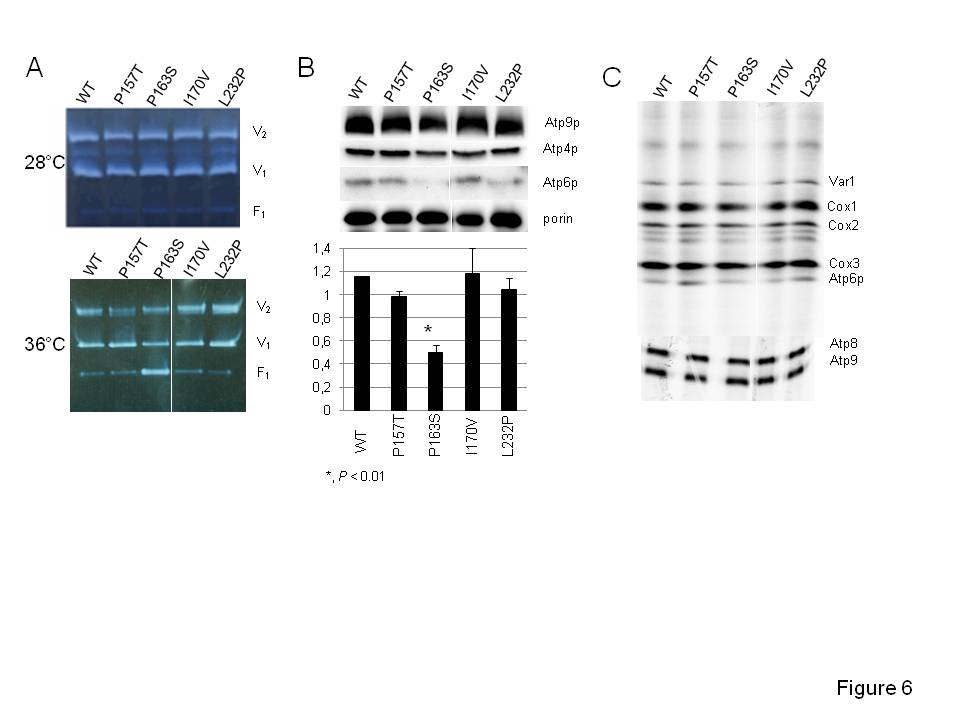 A
WT P157T P163S I170V L232P
28°C
V2
V1
F1
WT P157T P163S I170V L232P
36°C
V2
V1
F1
B
WT P157T P163S I170V L232P
Atp9p
Atp4p
Atp6p
porin
1,4
1,2
1
0,8
0,6
0,4
0,2
0
*
WT P157T P163S I170V L232P
*, P < 0.01
C
WT P157T P163S I170V L232P
Var1
Cox1
Cox2
Cox3
Atp6p
Atp8
Atp9
Figure 6